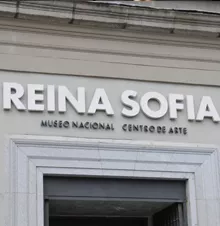 REINA SOFIA
MUSEO NACIONAL CENTRO DE ARTE